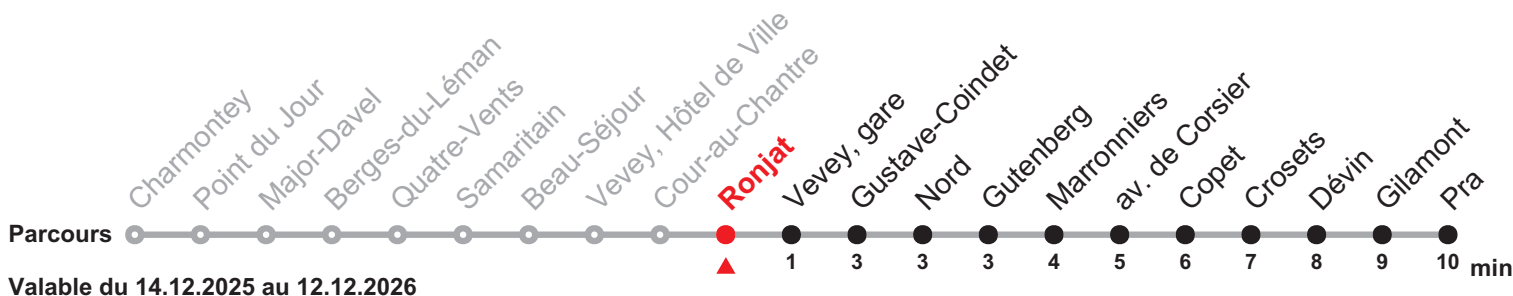 Charmontey
Point du Jour
Major-Davel
Berges-du-Léman
Quatre-Vents
Samaritain
Beau-Séjour
Vevey, Hôtel de Ville
Cour-au-Chantre
Ronjat
Vevey, gare
Gustave-Coindet
Nord
Gutenberg
Marronniers
av. de Corsier
Copet
Crosets
Dévin
Gilamont
Pra
Parcours
1 3 3 3 4 5 6 7 8 9 10 min
Valable du 14.12.2025 au 12.12.2026